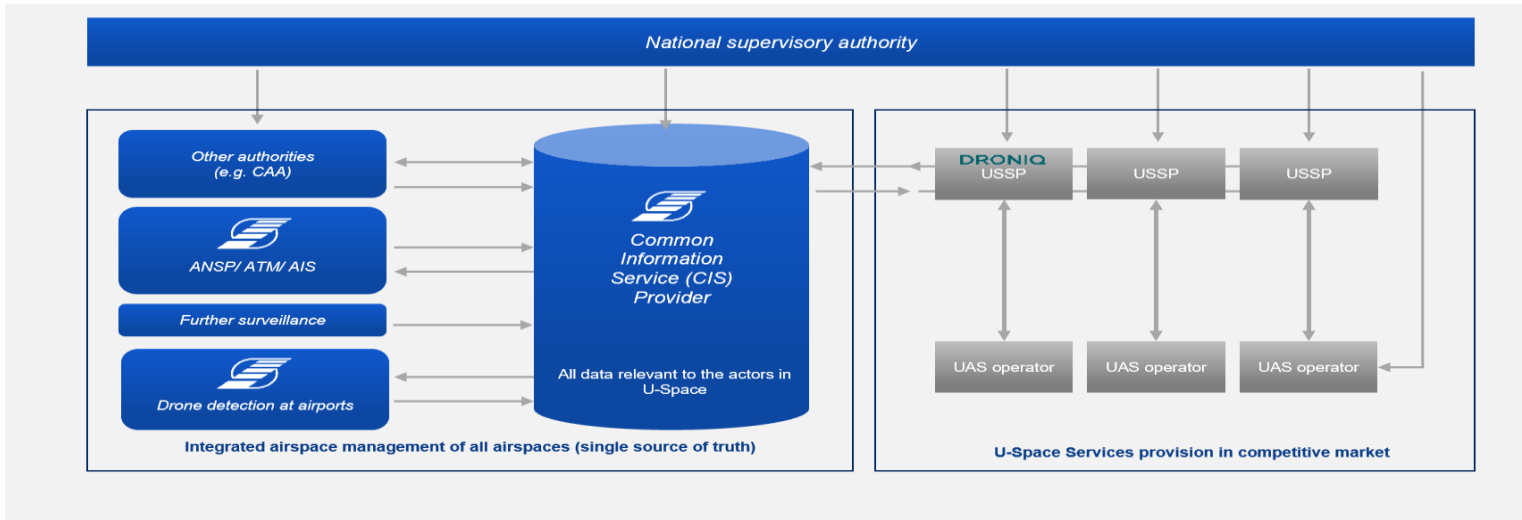 National supervisory authority
Other authorities
(e.g. CAA)
ANSP/ ATM/ AIS
Further surveillance
Drone detection at airports
Common
Information
Service (CIS)
Provider
All data relevant to the actors in
U-Space
Integrated airspace management of all airspaces (single source of truth)
DRONIQ
USSP
USSP
USSP
UAS operator
UAS operator
UAS operator
U-Space Services provision in competitive market